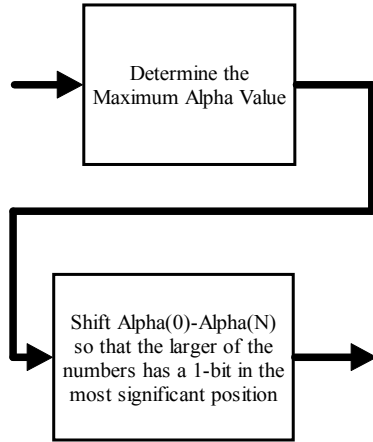 Determine the
Maximum Alpha Value
Shift Alpha(0)-Alpha(N)
so that the larger of the
numbers has a 1-bit in the
most significant position